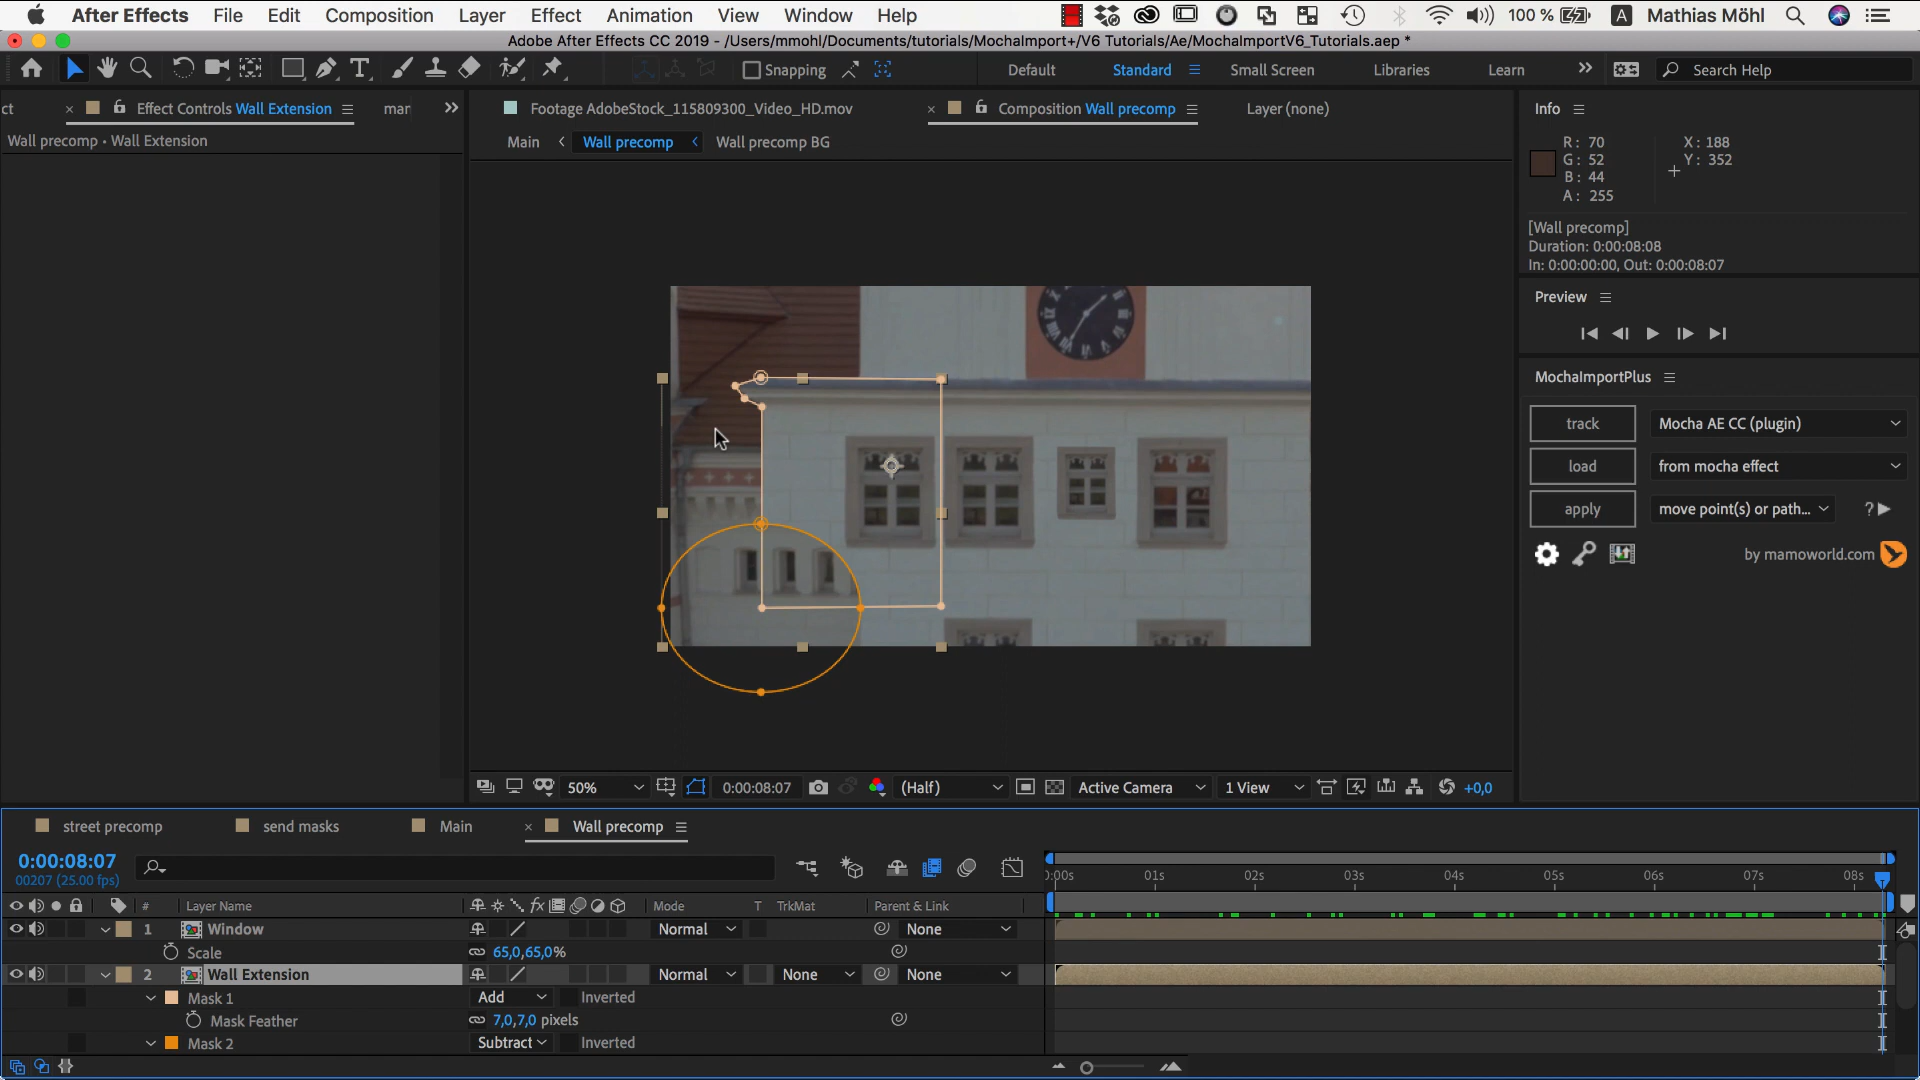 After Effects File Edit Composition Layer Effect Animation View Window Help 100 % A Mathias Möhl
Adobe After Effects CC 2019 - /Users/mmohl/Documents/tutorials/MochaImport+/V6 Tutorials/Ae/MochaImportV6_Tutorials.aep *
Snapping Default Standard Small Screen Libraries Learn Search Help
ct × Effect Controls Wall Extension mar Footage AdobeStock_115809300_Video_HD.mov × Composition Wall precomp Layer (none) Info
Wall precomp • Wall Extension Main Wall precomp Wall precomp BG
R: 70 X: 188
G: 52 Y: 352
B: 44
A: 255
[Wall precomp]
Duration: 0:00:08:08
In: 0:00:00:00, Out: 0:00:08:07
Preview
MochaImportPlus
track Mocha AE CC (plugin)
load from mocha effect
apply move point(s) or path... ?
by mamoworld.com
50% 0:00:08:07 (Half) Active Camera 1 View +0,0
street precomp send masks Main × Wall precomp
0:00:08:07
00207 (25.00 fps)
):00s 01s 02s 03s 04s 05s 06s 07s 08s
# Layer Name fx Mode T TrkMat Parent & Link
1 Window Normal None
Scale 65,0,65,0%
2 Wall Extension Normal None None
Mask 1 Add Inverted
Mask Feather 7,0,7,0 pixels
Mask 2 Subtract Inverted